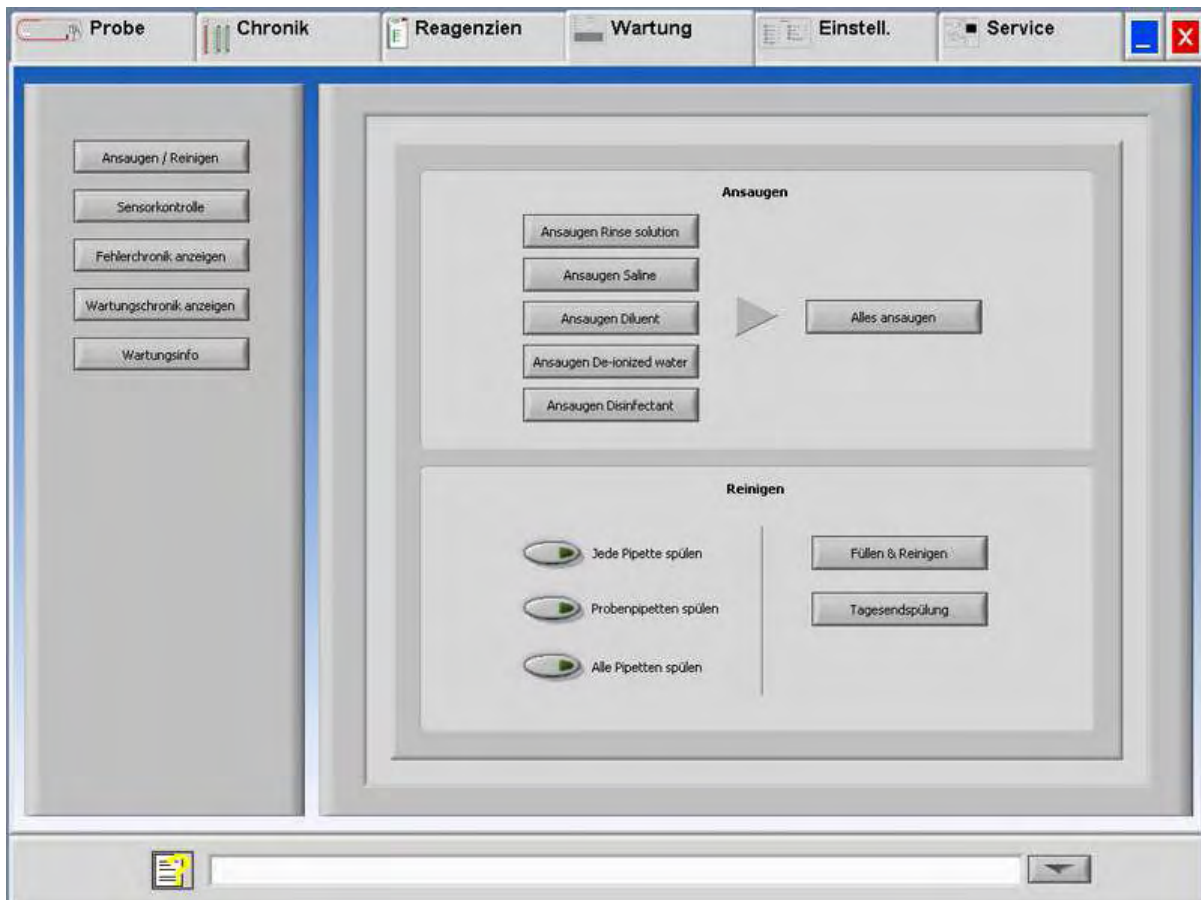 Probe Chronik Reagenzien Wartung Einstell. Service
Ansaugen / Reinigen
Sensorkontrolle
Fehlerchronik anzeigen
Wartungschronik anzeigen
Wartungsinfo
Ansaugen
Ansaugen Rinse solution
Ansaugen Saline
Ansaugen Diluent
Ansaugen De-ionized water
Ansaugen Disinfectant
Alles ansaugen
Reinigen
Jede Pipette spülen
Probenpipetten spülen
Alle Pipetten spülen
Füllen & Reinigen
Tagesendspülung